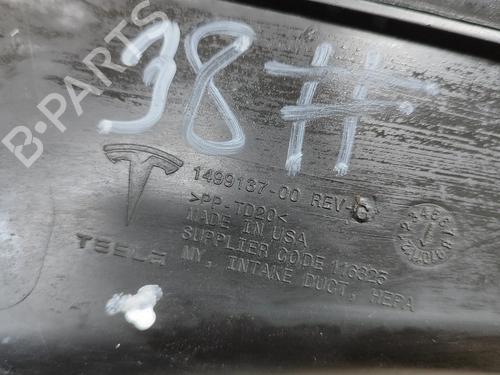 38#
B-PARTS
1499137-00 REV-C
>PP-TD20<
MADE IN USA
SUPPLIER CODE 116325
MY, INTAKE DUCT, HEPA
TESLA